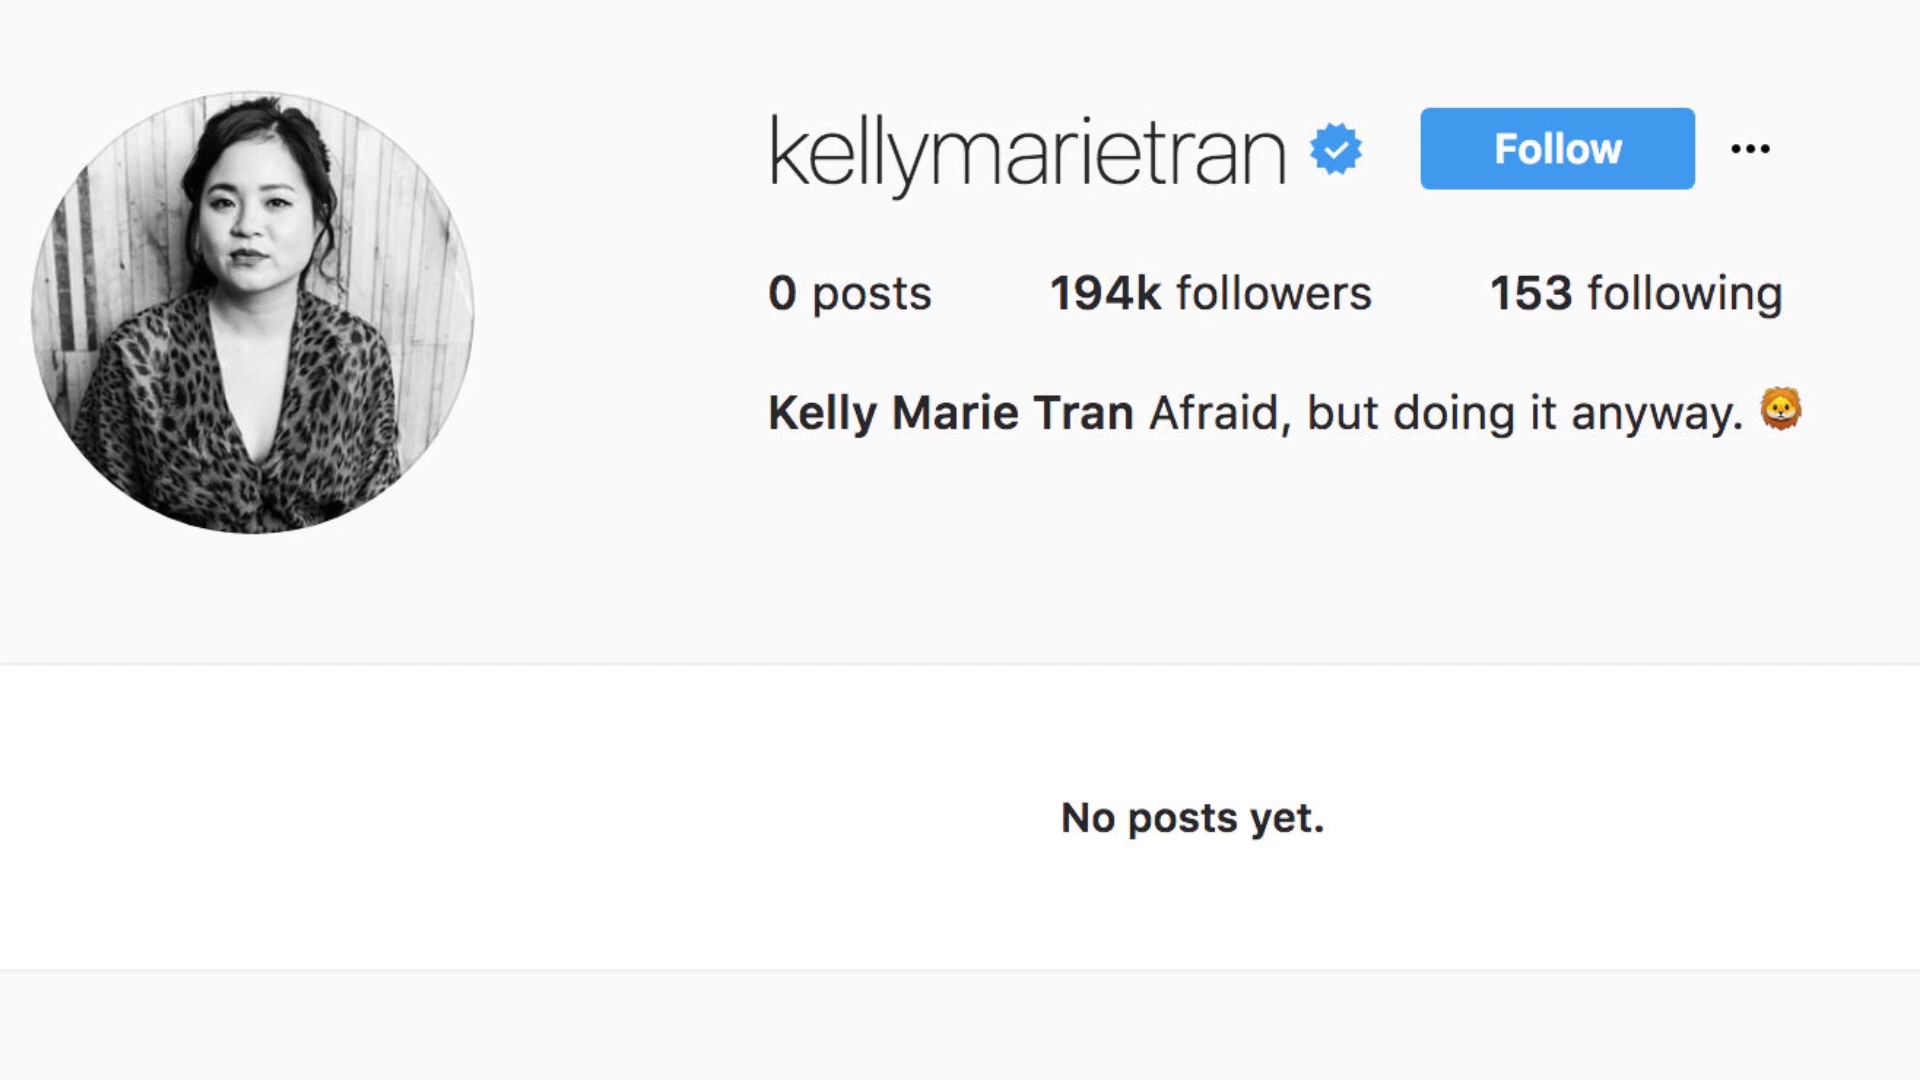 kellymarietran Follow
0 posts 194k followers 153 following
Kelly Marie Tran Afraid, but doing it anyway. 🦁
No posts yet.